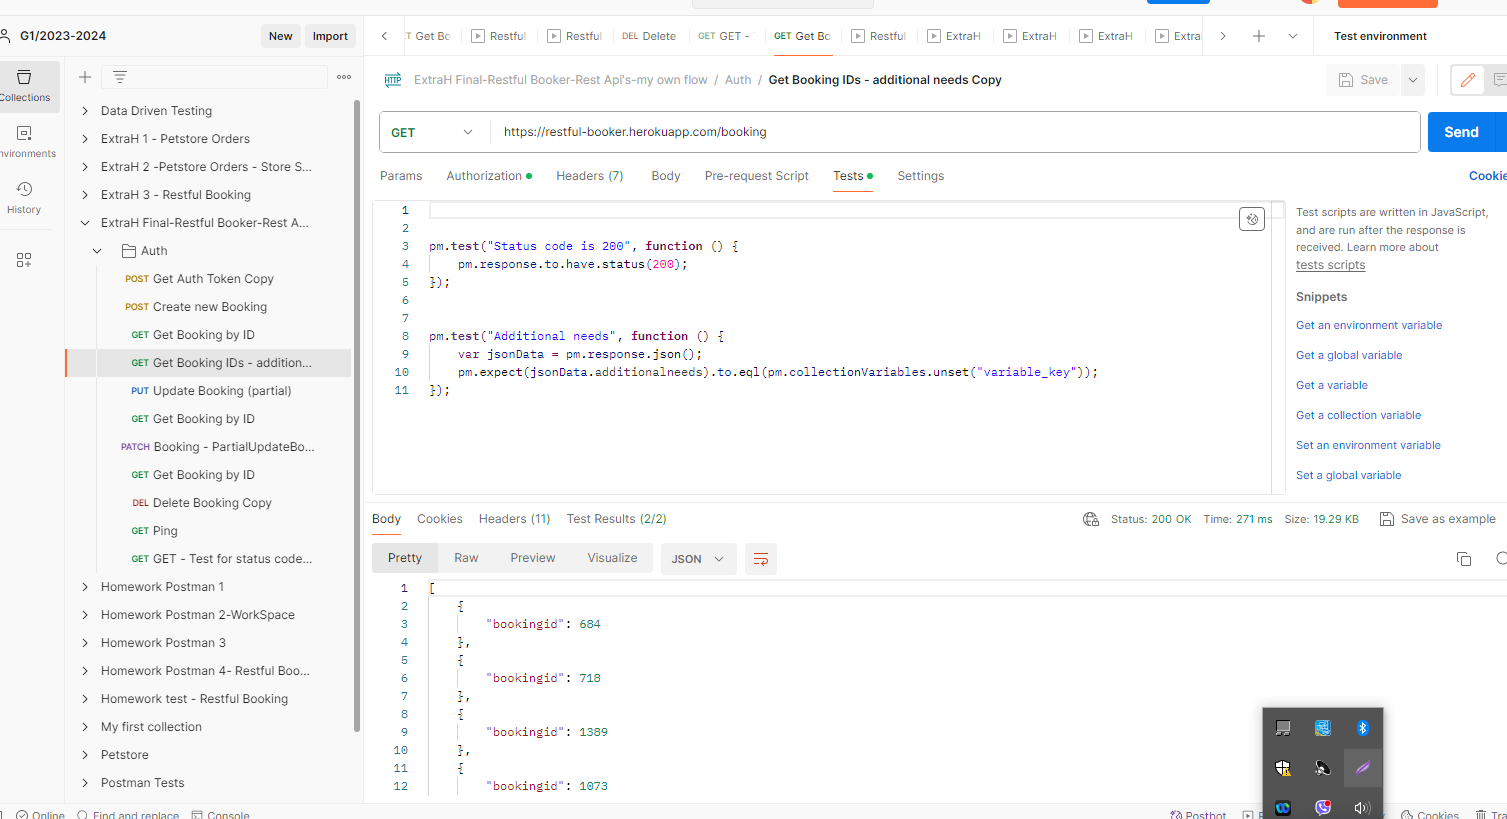 G1/2023-2024
New
Import
Get Bo
Restful
Restful
DEL Delete
GET GET -
GET Get Bo
Restful
ExtraH
ExtraH
ExtraH
Extra
Test environment
Collections
Environments
History
Data Driven Testing
ExtraH 1 - Petstore Orders
ExtraH 2 -Petstore Orders - Store S...
ExtraH 3 - Restful Booking
ExtraH Final-Restful Booker-Rest A...
Auth
POST Get Auth Token Copy
POST Create new Booking
GET Get Booking by ID
GET Get Booking IDs - addition...
PUT Update Booking (partial)
GET Get Booking by ID
PATCH Booking - PartialUpdateBo...
GET Get Booking by ID
DEL Delete Booking Copy
GET Ping
GET GET - Test for status code...
Homework Postman 1
Homework Postman 2-WorkSpace
Homework Postman 3
Homework Postman 4- Restful Boo...
Homework test - Restful Booking
My first collection
Petstore
Postman Tests
HTTP ExtraH Final-Restful Booker-Rest Api's-my own flow / Auth / Get Booking IDs - additional needs Copy
Save
GET https://restful-booker.herokuapp.com/booking
Send
Params Authorization Headers (7) Body Pre-request Script Tests Settings
Cookie
1
2
3 pm.test("Status code is 200", function () {
4 pm.response.to.have.status(200);
5 });
6
7
8 pm.test("Additional needs", function () {
9 var jsonData = pm.response.json();
10 pm.expect(jsonData.additionalneeds).to.eql(pm.collectionVariables.unset("variable_key"));
11 });
Test scripts are written in JavaScript,
and are run after the response is
received. Learn more about
tests scripts
Snippets
Get an environment variable
Get a global variable
Get a variable
Get a collection variable
Set an environment variable
Set a global variable
Body Cookies Headers (11) Test Results (2/2)
Status: 200 OK Time: 271 ms Size: 19.29 KB Save as example
Pretty Raw Preview Visualize JSON
1 [
2 {
3 "bookingid": 684
4 },
5 {
6 "bookingid": 718
7 },
8 {
9 "bookingid": 1389
10 },
11 {
12 "bookingid": 1073
Online Find and replace Console
Postbot
Cookies
Tra